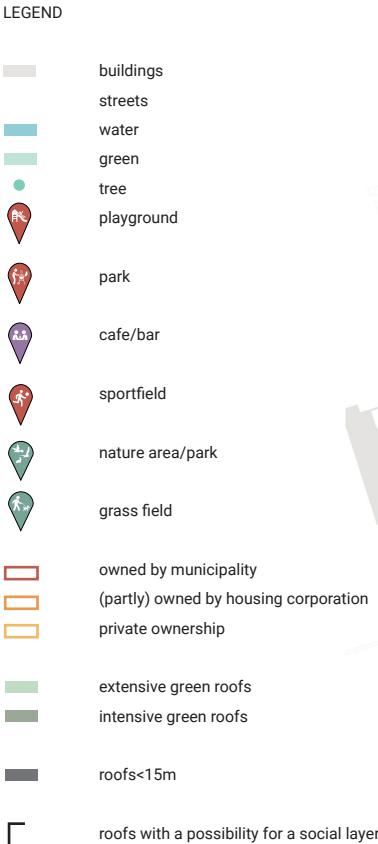 LEGEND
buildings
streets
water
green
tree
playground
park
cafe/bar
sportfield
nature area/park
grass field
owned by municipality
(partly) owned by housing corporation
private ownership
extensive green roofs
intensive green roofs
roofs<15m
roofs with a possibility for a social layer